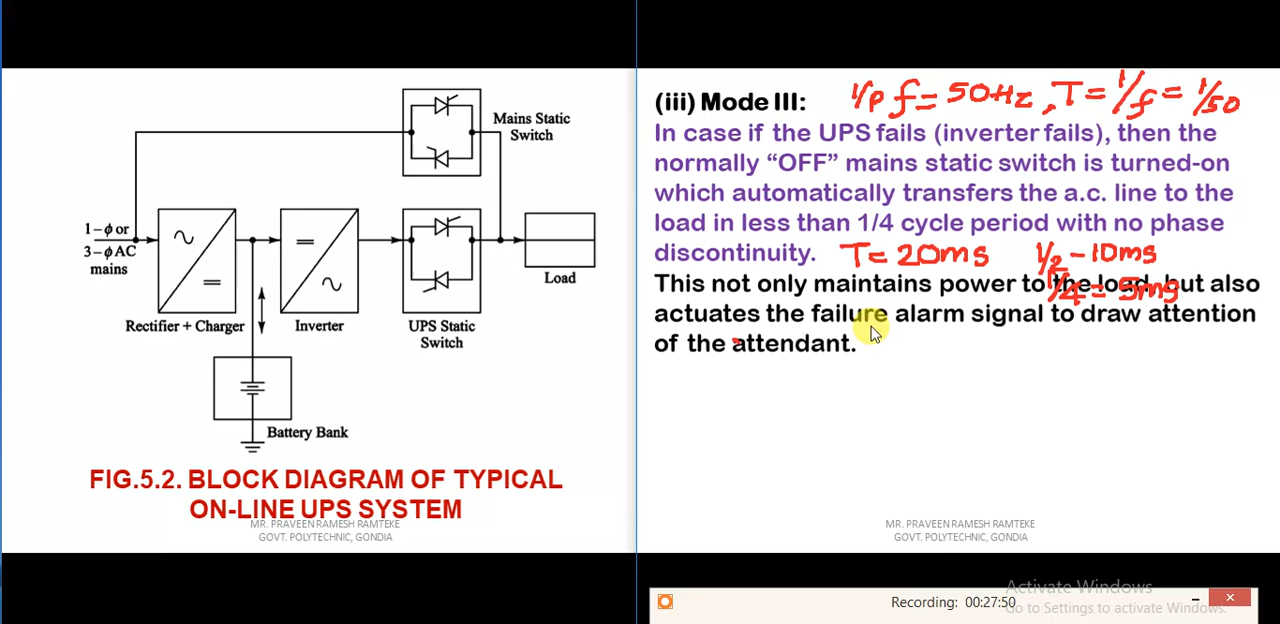 Mains Static
Switch
1-ϕ or
3-ϕ AC
mains
Rectifier + Charger
Inverter
UPS Static
Switch
Load
Battery Bank
FIG.5.2. BLOCK DIAGRAM OF TYPICAL
ON-LINE UPS SYSTEM
MR. PRAVEEN RAMESH RAMTEKE
GOVT. POLYTECHNIC, GONDIA
(iii) Mode III:
i/p f = 50Hz, T = 1/f = 1/50
In case if the UPS fails (inverter fails), then the
normally “OFF” mains static switch is turned-on
which automatically transfers the a.c. line to the
load in less than 1/4 cycle period with no phase
discontinuity.
T = 20ms
1/2 - 10ms
1/4 = 5ms
This not only maintains power to the load, but also
actuates the failure alarm signal to draw attention
of the attendant.
MR. PRAVEEN RAMESH RAMTEKE
GOVT. POLYTECHNIC, GONDIA
Activate Windows
Go to Settings to activate Windows.
Recording: 00:27:50